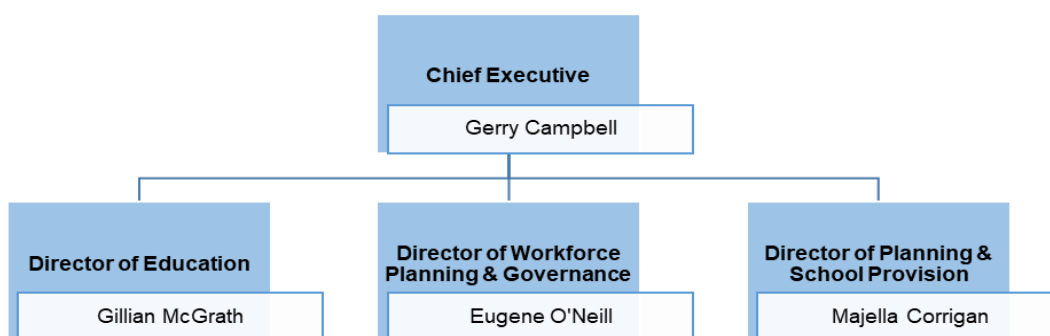 Chief Executive
Gerry Campbell
Director of Education
Gillian McGrath
Director of Workforce
Planning & Governance
Eugene O'Neill
Director of Planning &
School Provision
Majella Corrigan